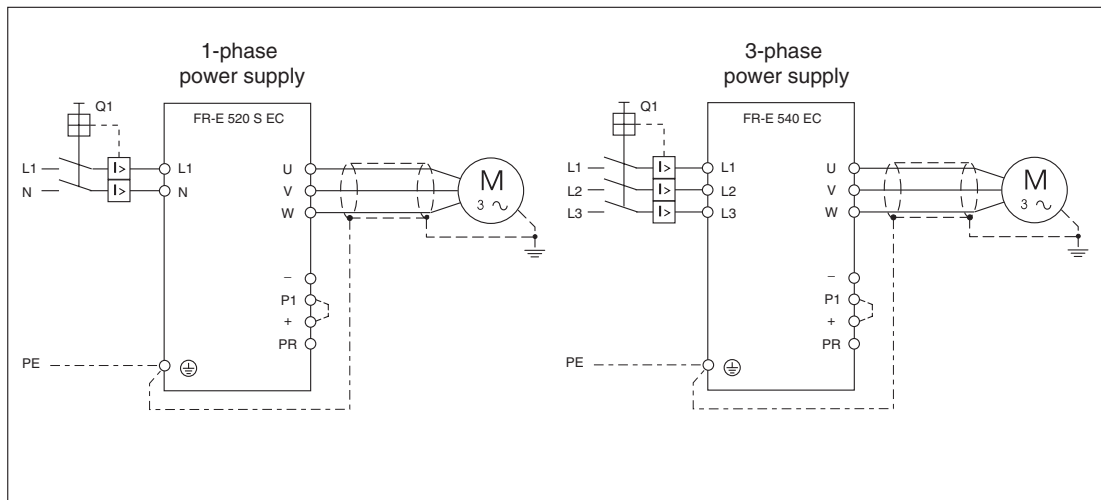 1-phase
power supply
Q1
FR-E 520 S EC
L1
I>
L1
N
I>
N
U
V
W
M
3 ~
−
P1
+
PR
PE
3-phase
power supply
Q1
FR-E 540 EC
L1
I>
L1
L2
I>
L2
L3
I>
L3
U
V
W
M
3 ~
−
P1
+
PR
PE